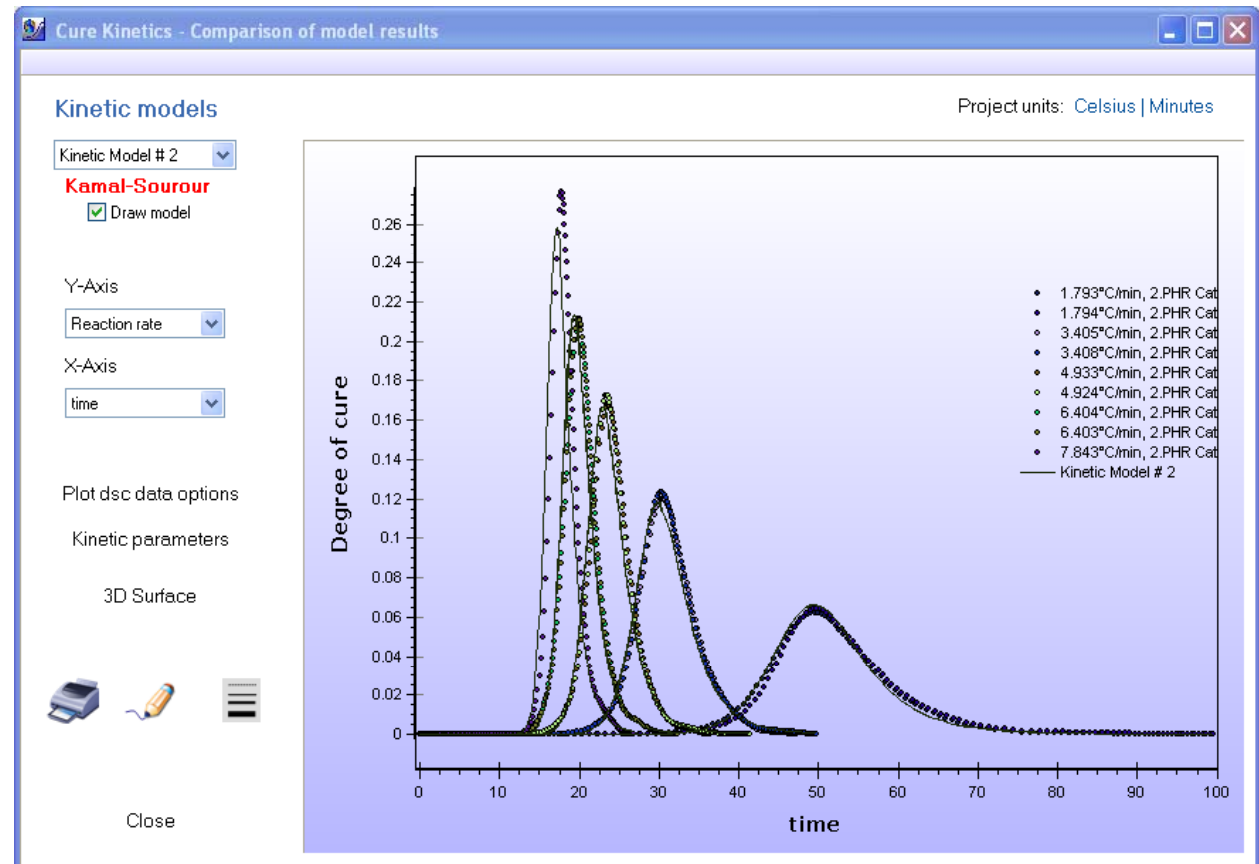 Cure Kinetics - Comparison of model results
Kinetic models
Project units: Celsius | Minutes
Kinetic Model # 2
Kamal-Sourour
Draw model
Y-Axis
Reaction rate
X-Axis
time
Plot dsc data options
Kinetic parameters
3D Surface
Close
Degree of cure
0.26
0.24
0.22
0.2
0.18
0.16
0.14
0.12
0.1
0.08
0.06
0.04
0.02
0
0 10 20 30 40 50 60 70 80 90 100
time
1.793°C/min, 2.PHR Cat
1.794°C/min, 2.PHR Cat
3.405°C/min, 2.PHR Cat
3.408°C/min, 2.PHR Cat
4.933°C/min, 2.PHR Cat
4.924°C/min, 2.PHR Cat
6.404°C/min, 2.PHR Cat
6.403°C/min, 2.PHR Cat
7.843°C/min, 2.PHR Cat
Kinetic Model # 2